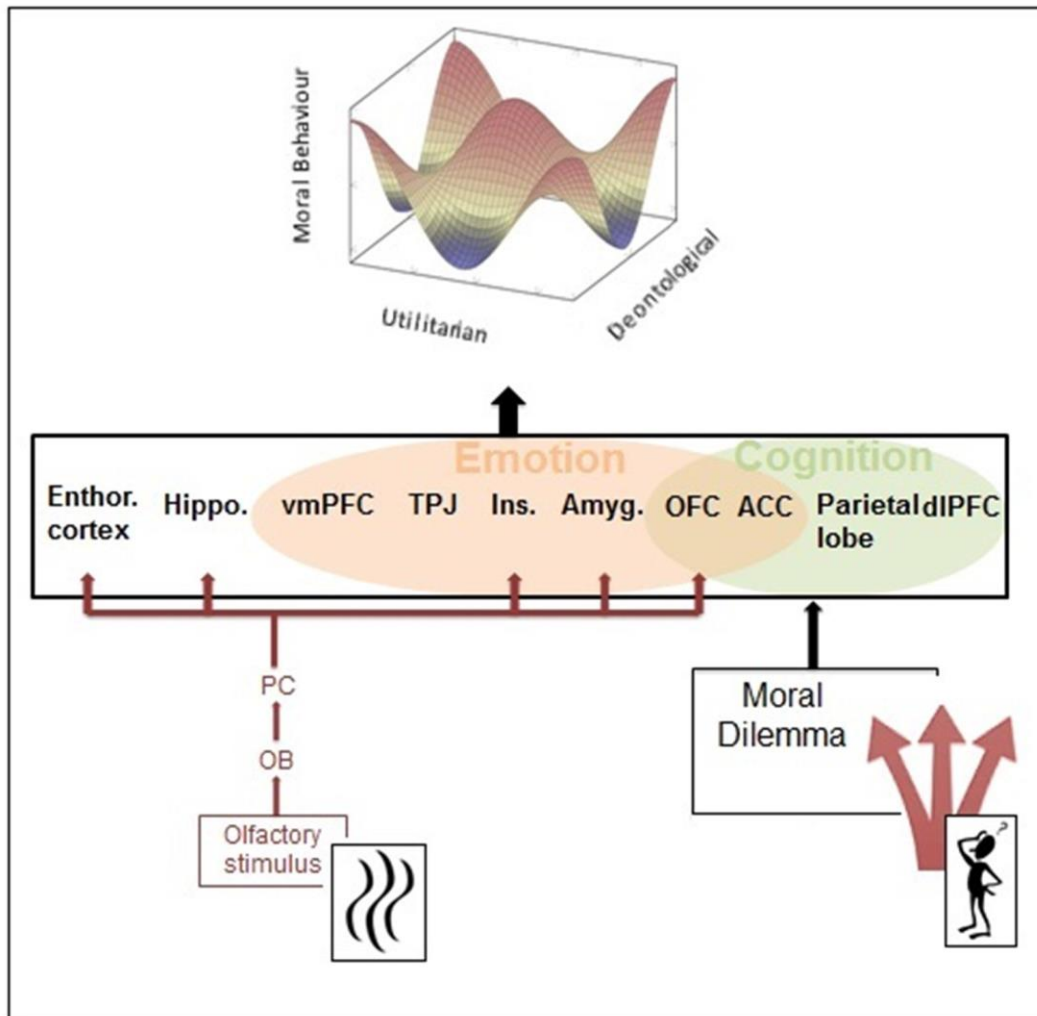 Moral Behaviour
Utilitarian
Deontological
Emotion
Cognition
Enthor.
cortex
Hippo.
vmPFC
TPJ
Ins.
Amyg.
OFC
ACC
Parietal
lobe
dlPFC
PC
OB
Olfactory
stimulus
Moral
Dilemma
?